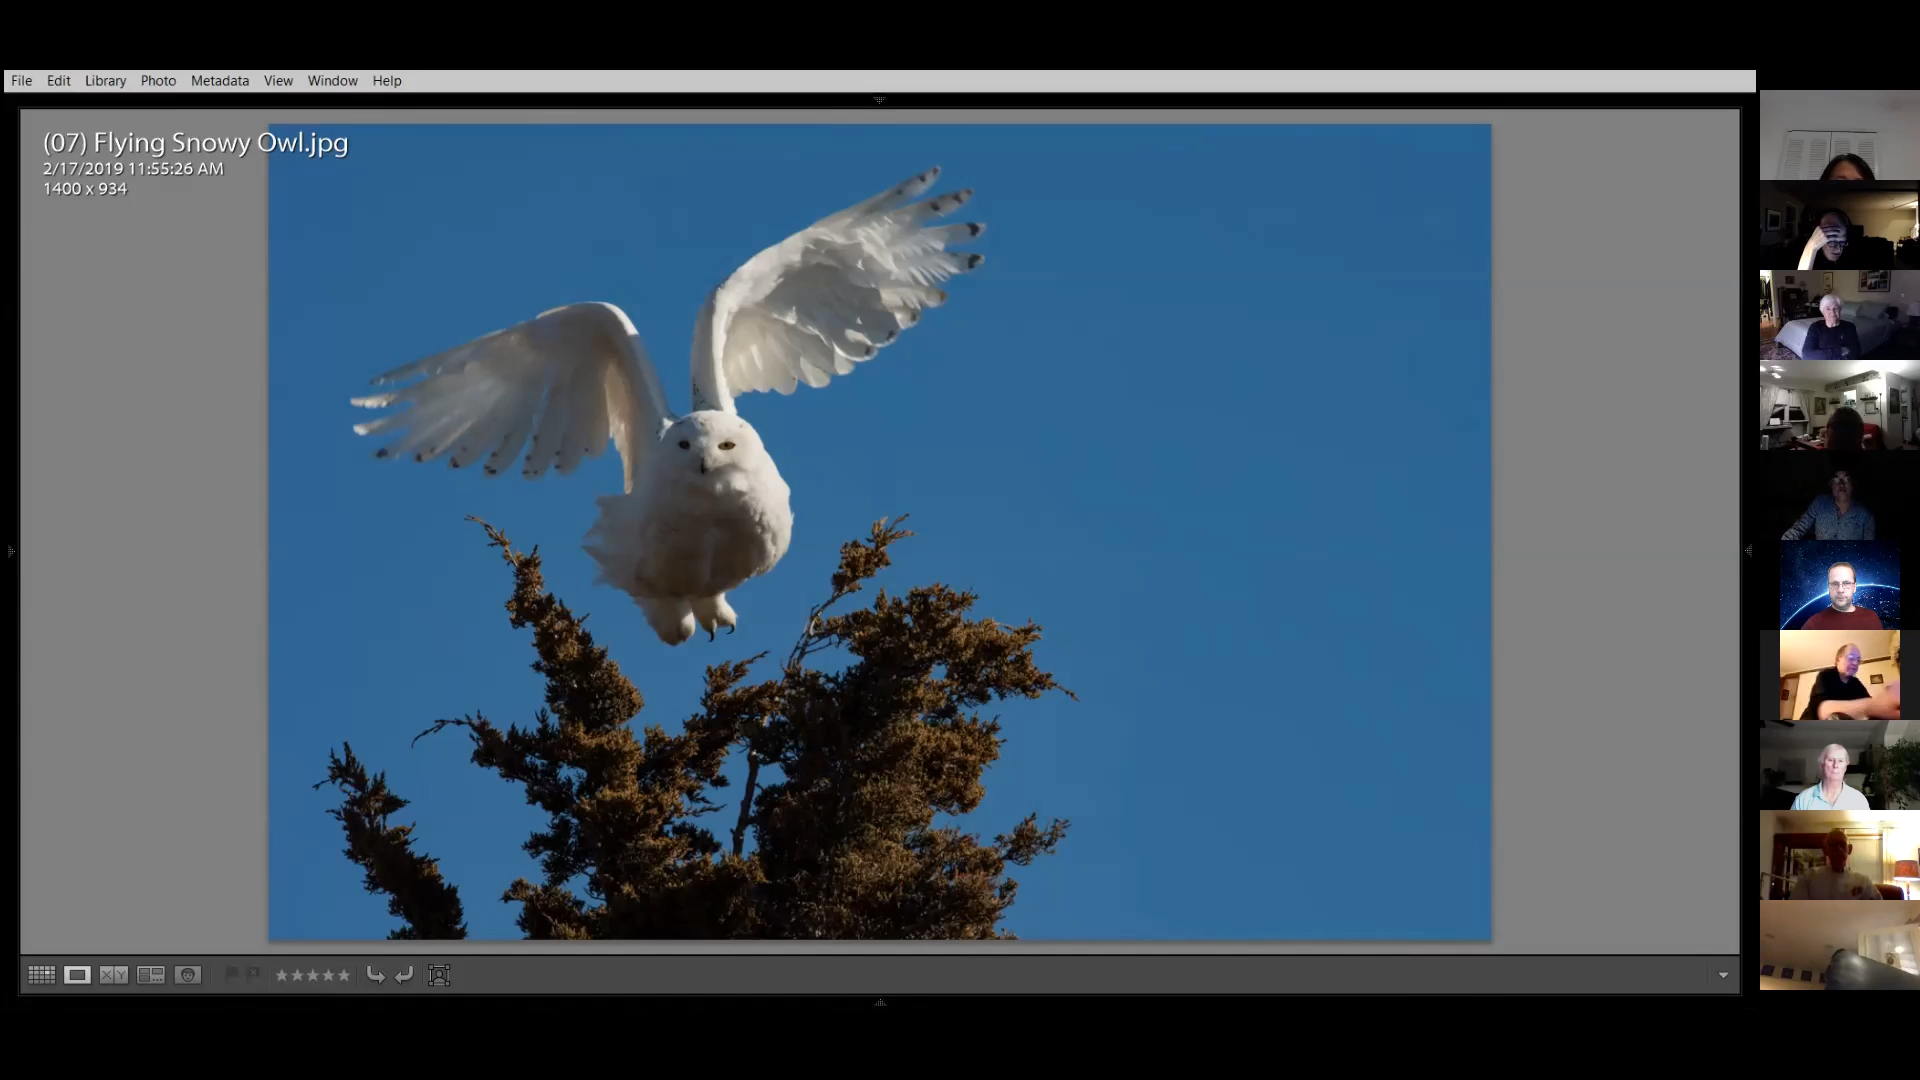 File Edit Library Photo Metadata View Window Help
(07) Flying Snowy Owl.jpg
2/17/2019 11:55:26 AM
1400 x 934
XY